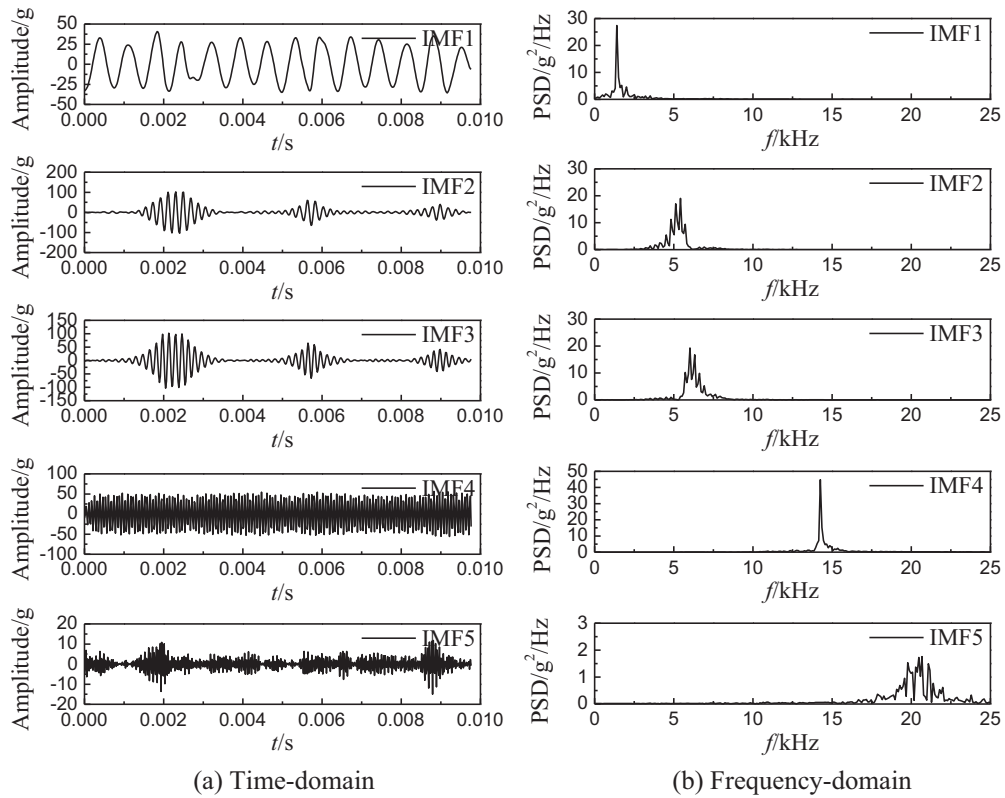 50
25
0
-25
-50
Amplitude/g
IMF1
0.000 0.002 0.004 0.006 0.008 0.010
t/s
30
20
10
0
PSD/g²/Hz
IMF1
0 5 10 15 20 25
f/kHz
200
100
0
-100
-200
Amplitude/g
IMF2
0.000 0.002 0.004 0.006 0.008 0.010
t/s
30
20
10
0
PSD/g²/Hz
IMF2
0 5 10 15 20 25
f/kHz
150
100
50
0
-50
-100
-150
Amplitude/g
IMF3
0.000 0.002 0.004 0.006 0.008 0.010
t/s
30
20
10
0
PSD/g²/Hz
IMF3
0 5 10 15 20 25
f/kHz
100
50
0
-50
-100
Amplitude/g
IMF4
0.000 0.002 0.004 0.006 0.008 0.010
t/s
50
40
30
20
10
0
PSD/g²/Hz
IMF4
0 5 10 15 20 25
f/kHz
20
10
0
-10
-20
Amplitude/g
IMF5
0.000 0.002 0.004 0.006 0.008 0.010
t/s
3
2
1
0
PSD/g²/Hz
IMF5
0 5 10 15 20 25
f/kHz
(a) Time-domain
(b) Frequency-domain